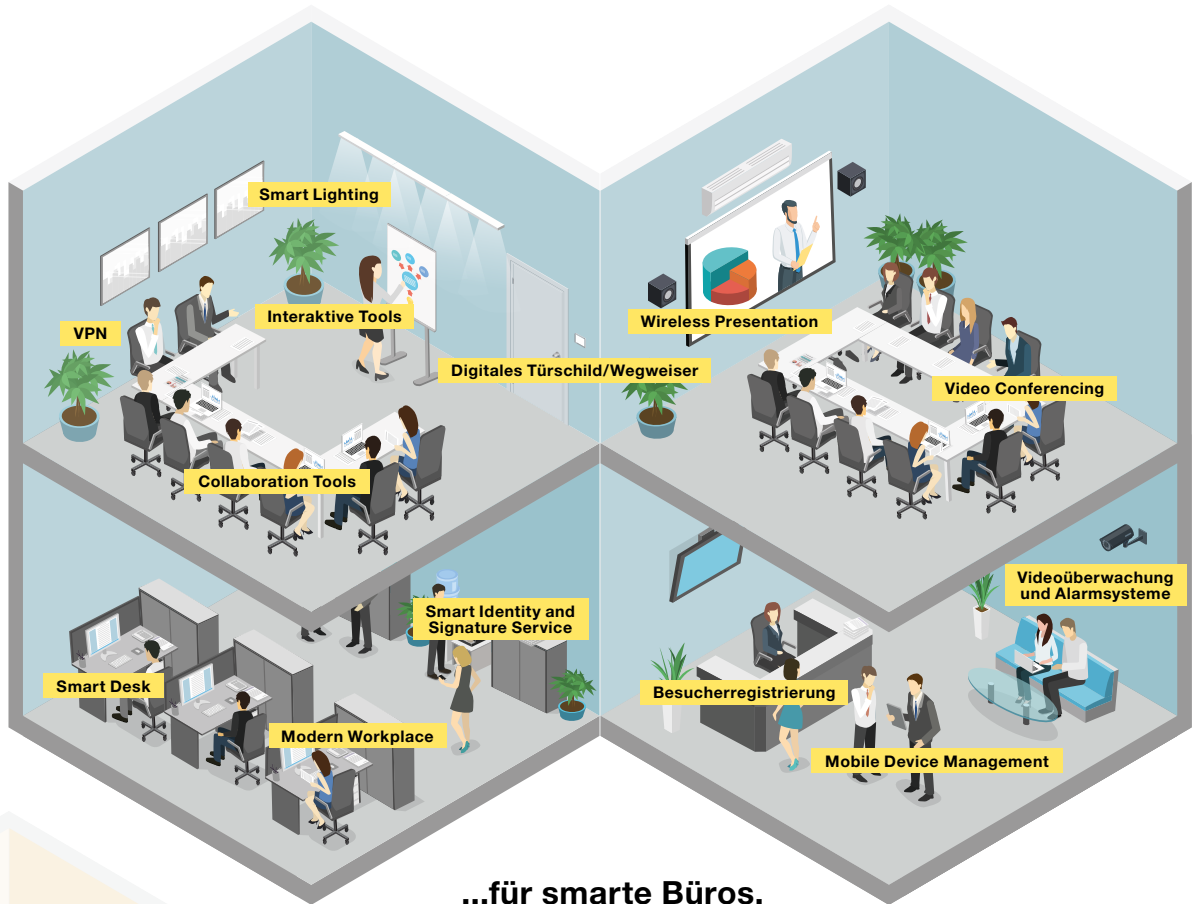 Smart Lighting
Interaktive Tools
VPN
Wireless Presentation
Digitales Türschild/Wegweiser
Video Conferencing
Collaboration Tools
Videoüberwachung
und Alarmsysteme
Smart Identity and
Signature Service
Smart Desk
Besucherregistrierung
Modern Workplace
Mobile Device Management
...für smarte Büros.